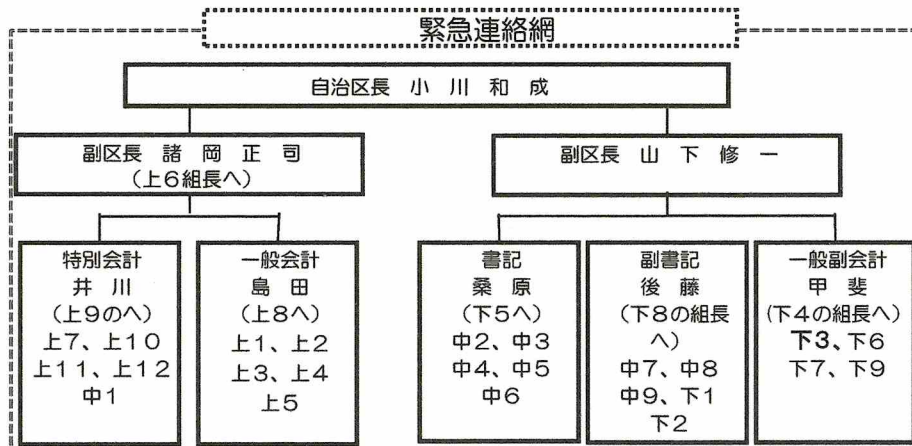 緊急連絡網
自治区長 小 川 和 成
副区長 諸 岡 正 司
(上6組長へ)
副区長 山 下 修 一
特別会計
井 川
(上9のへ)
上7、上10
上11、上12
中1
一般会計
島 田
(上8へ)
上1、上2
上3、上4
上5
書記
桑 原
(下5へ)
中2、中3
中4、中5
中6
副書記
後 藤
(下8の組長
へ)
中7、中8
中9、下1
下2
一般副会計
甲 斐
(下4の組長へ)
下3、下6
下7、下9